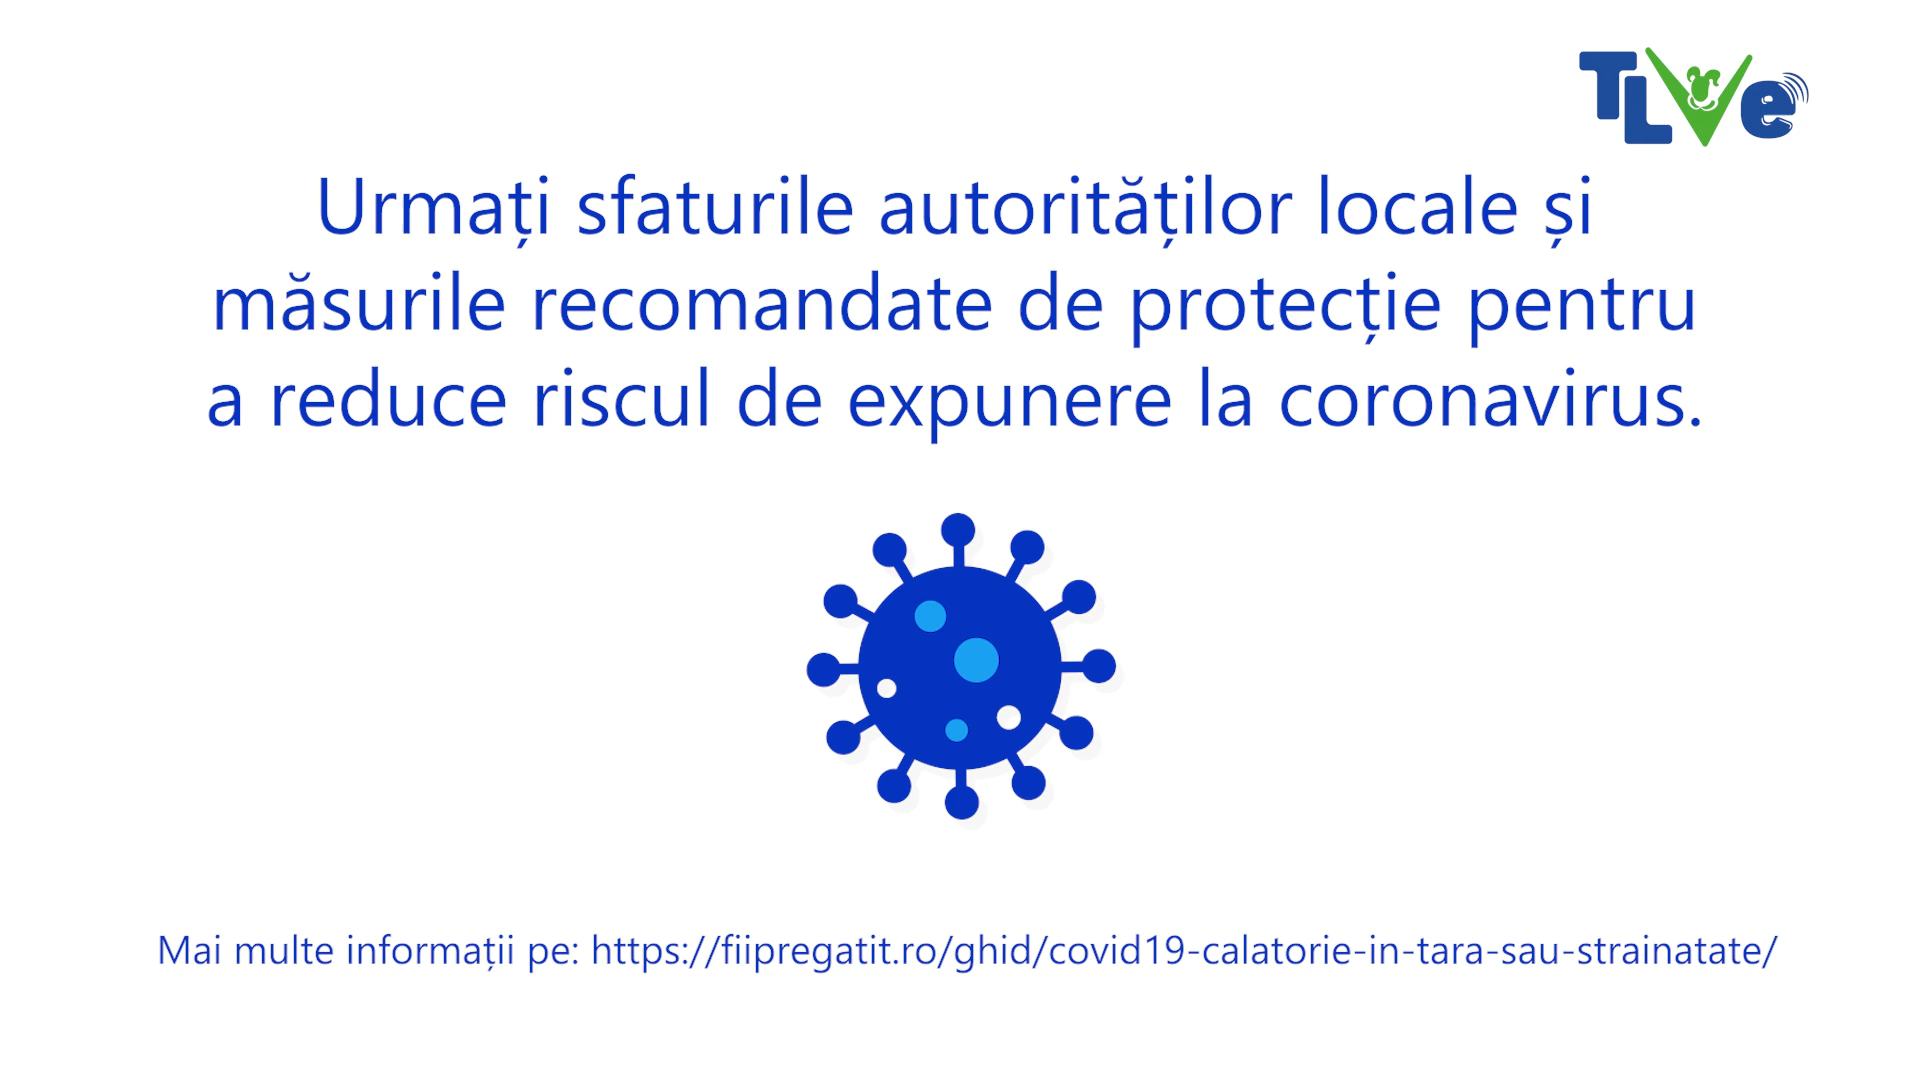 TLVe
Urmați sfaturile autorităților locale și
măsurile recomandate de protecție pentru
a reduce riscul de expunere la coronavirus.
Mai multe informații pe: https://fiipregatit.ro/ghid/covid19-calatorie-in-tara-sau-strainatate/